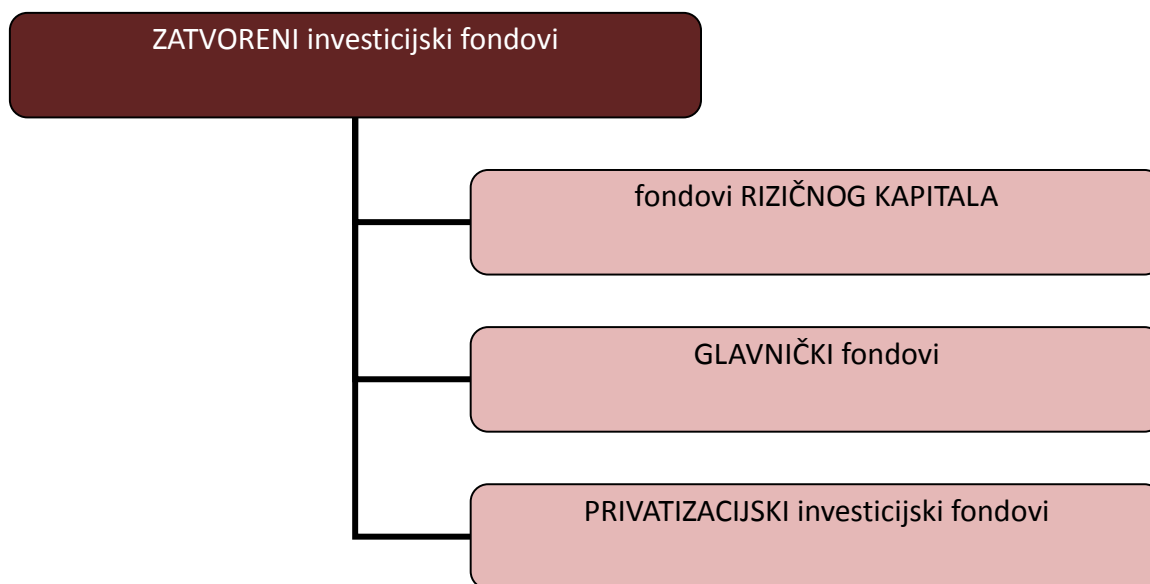 ZATVORENI investicijski fondovi
fondovi RIZIČNOG KAPITALA
GLAVNIČKI fondovi
PRIVATIZACIJSKI investicijski fondovi